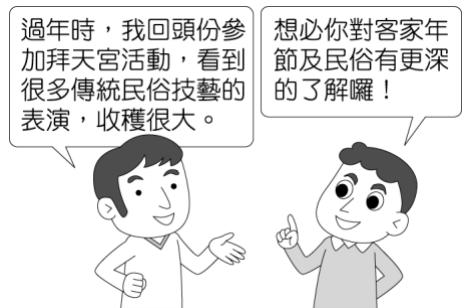 過年時，我回頭份參
加拜天宮活動，看到
很多傳統民俗技藝的
表演，收穫很大。
想必你對客家年
節及民俗有更深
的了解囉！